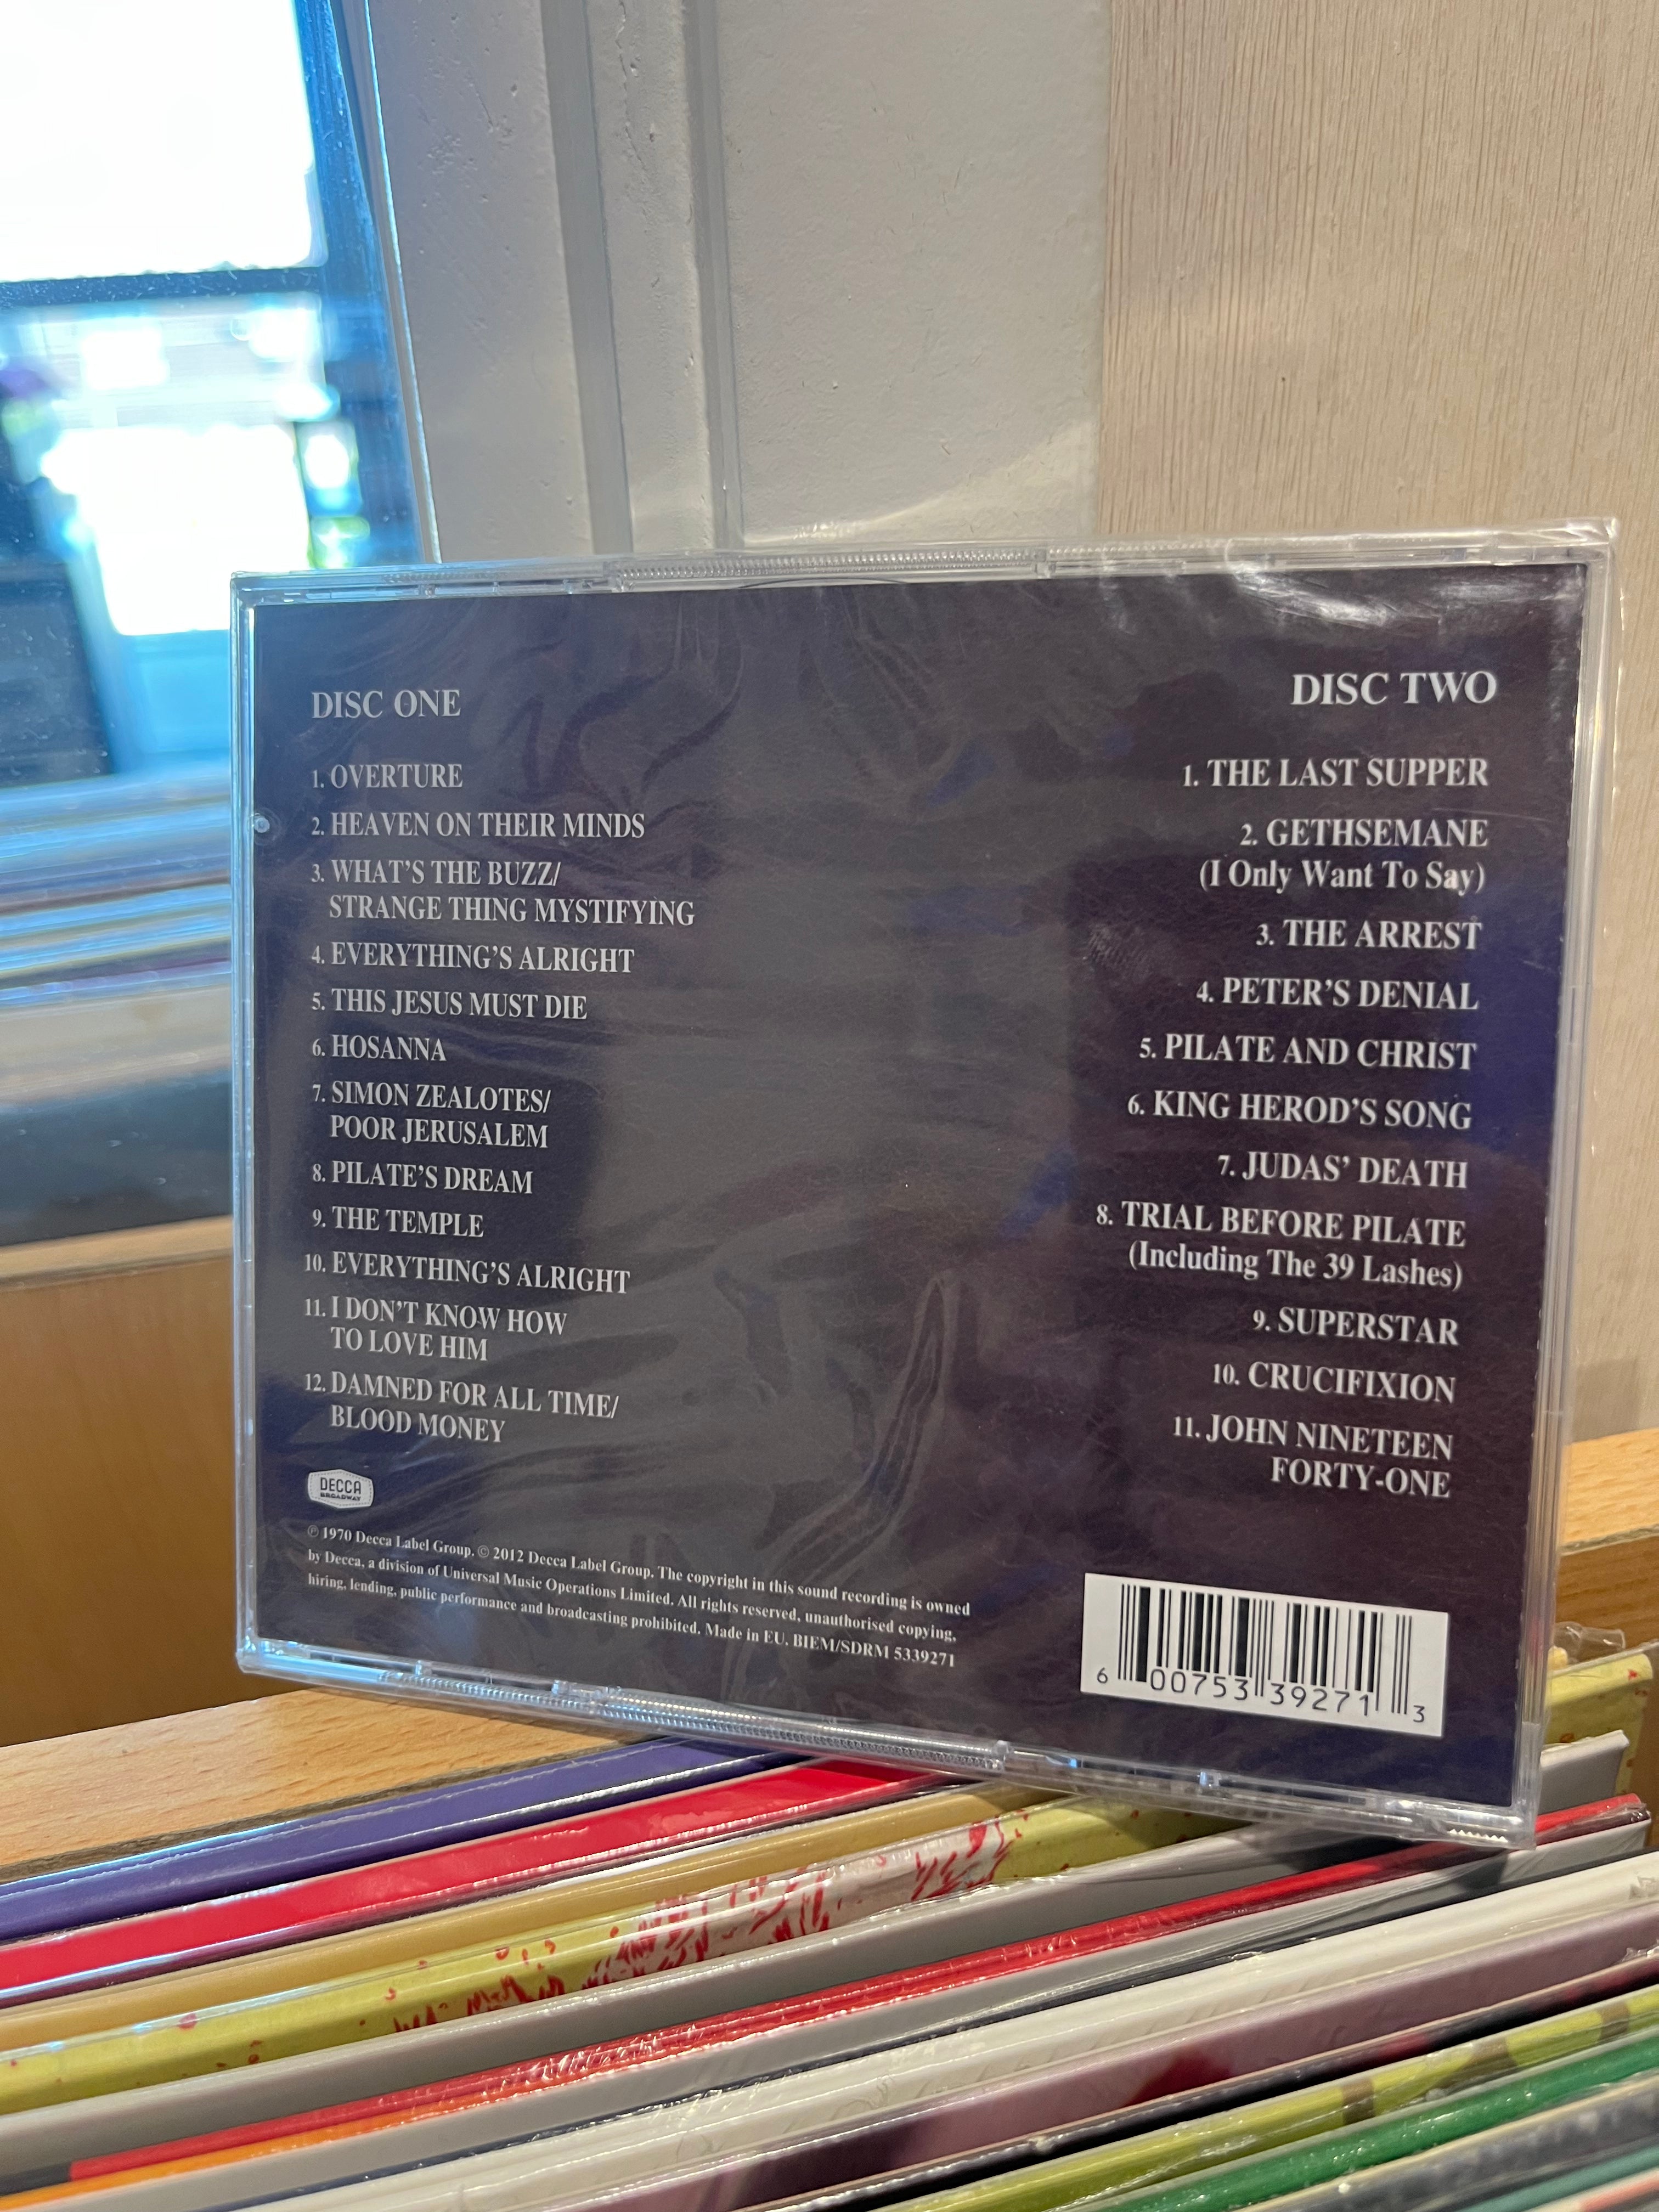 DISC ONE
1. OVERTURE
2. HEAVEN ON THEIR MINDS
3. WHAT'S THE BUZZ/
STRANGE THING MYSTIFYING
4. EVERYTHING'S ALRIGHT
5. THIS JESUS MUST DIE
6. HOSANNA
7. SIMON ZEALOTES/
POOR JERUSALEM
8. PILATE'S DREAM
9. THE TEMPLE
10. EVERYTHING'S ALRIGHT
11. I DON'T KNOW HOW
TO LOVE HIM
12. DAMNED FOR ALL TIME/
BLOOD MONEY
DISC TWO
1. THE LAST SUPPER
2. GETHSEMANE
(I Only Want To Say)
3. THE ARREST
4. PETER'S DENIAL
5. PILATE AND CHRIST
6. KING HEROD'S SONG
7. JUDAS' DEATH
8. TRIAL BEFORE PILATE
(Including The 39 Lashes)
9. SUPERSTAR
10. CRUCIFIXION
11. JOHN NINETEEN
FORTY-ONE
DECCA
BROADWAY
℗ 1970 Decca Label Group. © 2012 Decca Label Group. The copyright in this sound recording is owned
by Decca, a division of Universal Music Operations Limited. All rights reserved, unauthorised copying,
hiring, lending, public performance and broadcasting prohibited. Made in EU. BIEM/SDRM 5339271
6 00753 39271 3